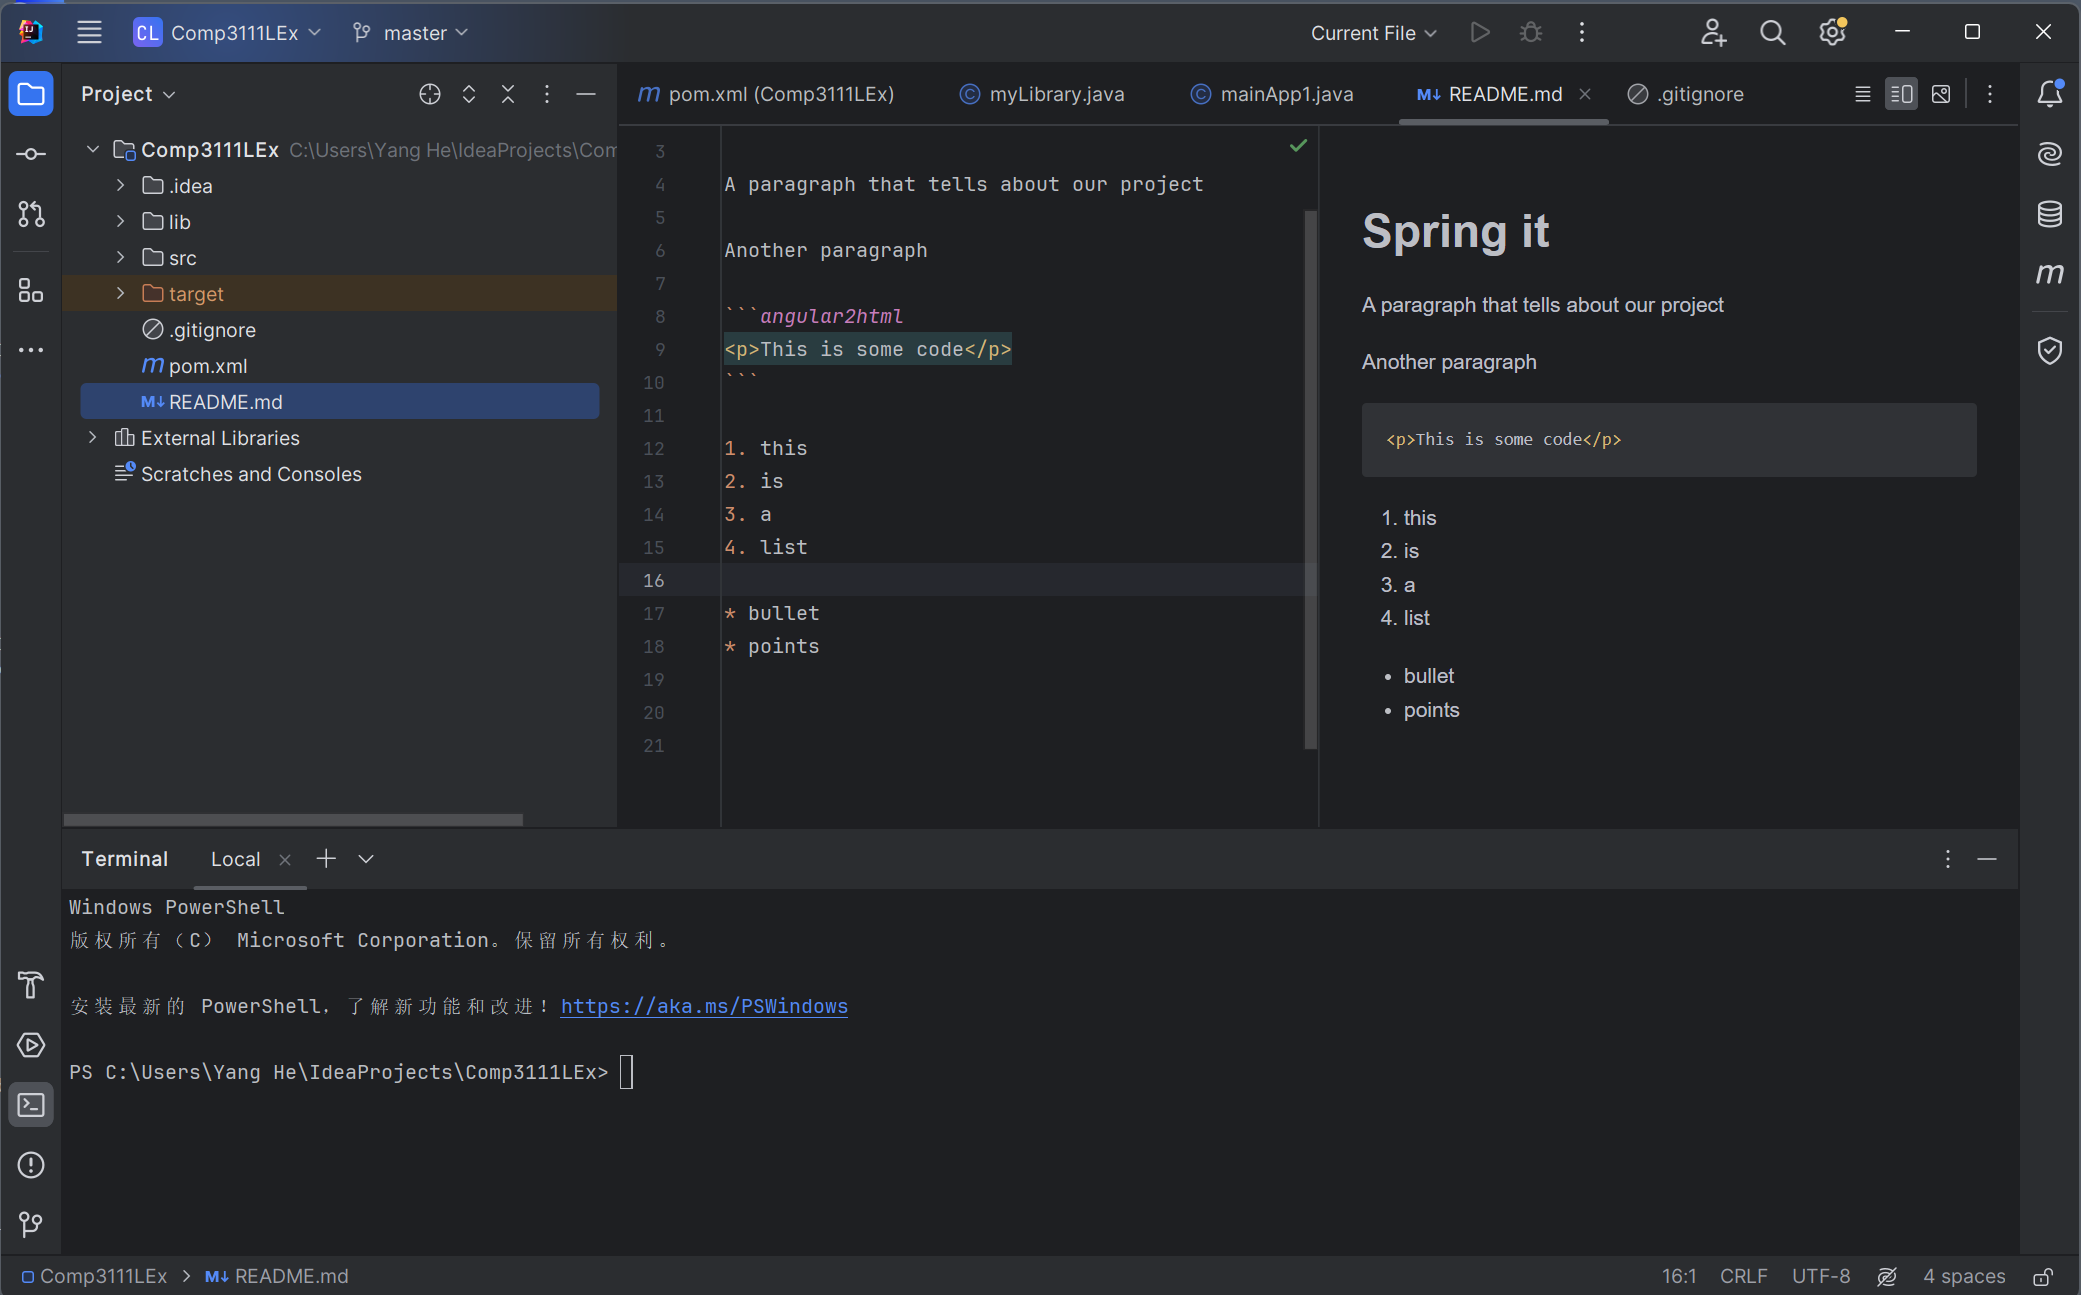 CL Comp3111LEx master Current File
Project
pom.xml (Comp3111LEx) myLibrary.java mainApp1.java M↓ README.md .gitignore
Comp3111LEx C:\Users\Yang He\IdeaProjects\Com
.idea
lib
src
target
.gitignore
pom.xml
M↓ README.md
External Libraries
Scratches and Consoles
3
4 A paragraph that tells about our project
5
6 Another paragraph
7
8 ```angular2html
9 <p>This is some code</p>
10 ```
11
12 1. this
13 2. is
14 3. a
15 4. list
16
17 * bullet
18 * points
19
20
21
Spring it
A paragraph that tells about our project
Another paragraph
<p>This is some code</p>
1. this
2. is
3. a
4. list
• bullet
• points
Terminal Local
Windows PowerShell
版权所有（C） Microsoft Corporation。保留所有权利。
安装最新的 PowerShell，了解新功能和改进！https://aka.ms/PSWindows
PS C:\Users\Yang He\IdeaProjects\Comp3111LEx>
Comp3111LEx > M↓ README.md 16:1 CRLF UTF-8 4 spaces